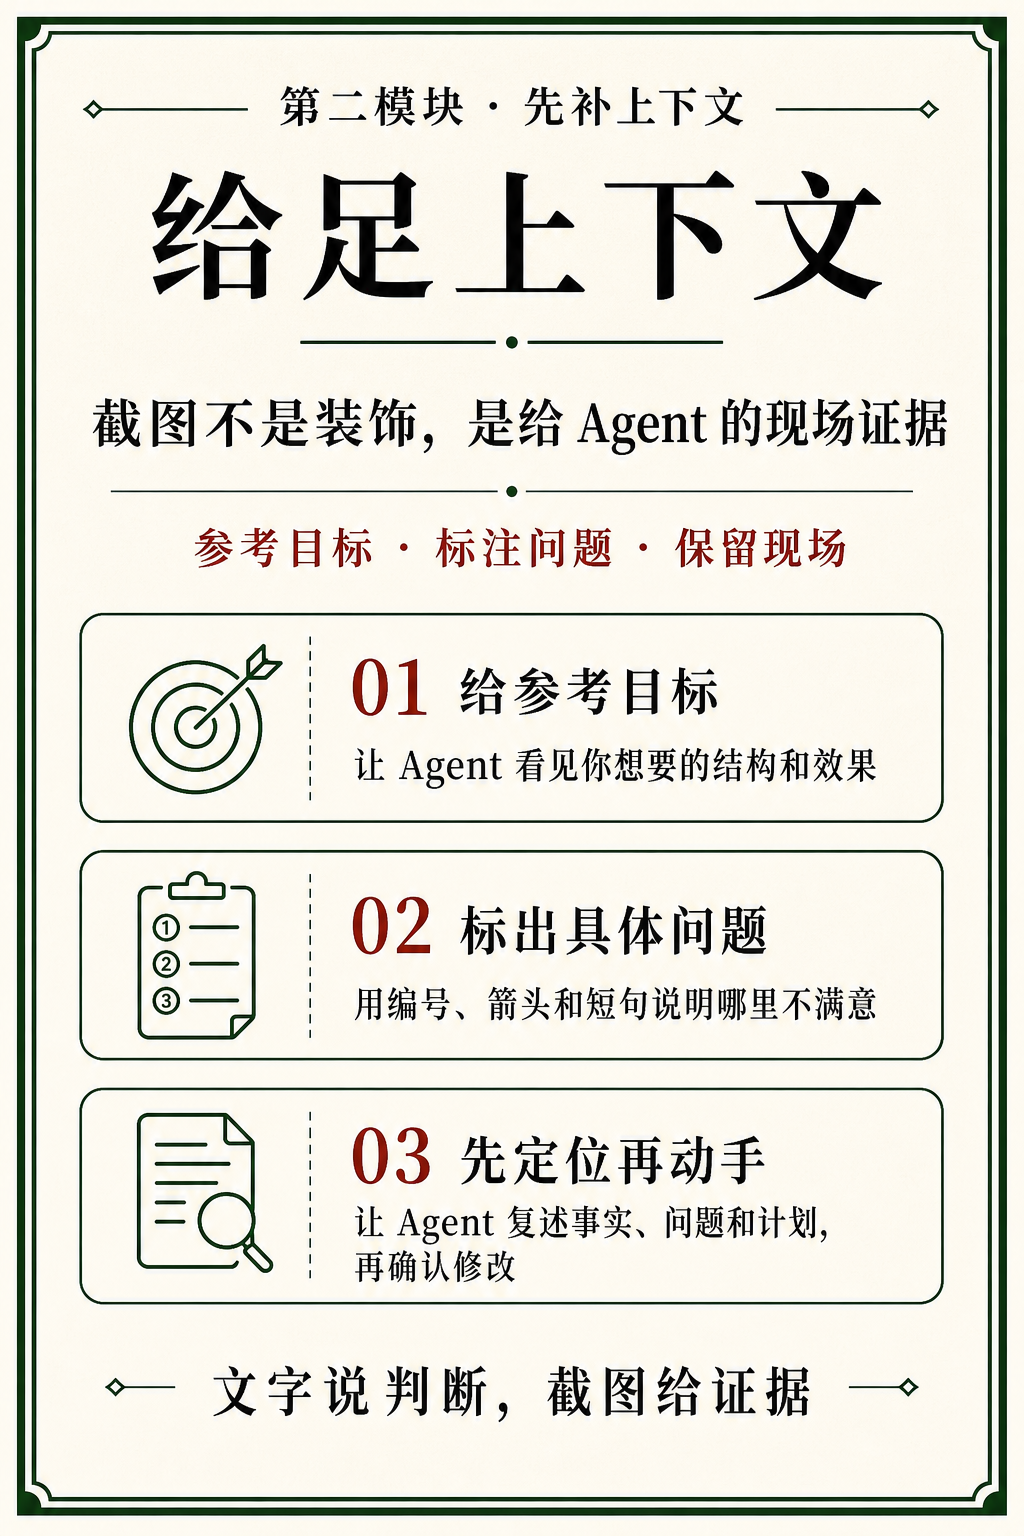 第二模块 · 先补上下文
给足上下文
截图不是装饰，是给 Agent 的现场证据
参考目标 · 标注问题 · 保留现场
01 给参考目标
让 Agent 看见你想要的结构和效果
1
2
3
02 标出具体问题
用编号、箭头和短句说明哪里不满意
03 先定位再动手
让 Agent 复述事实、问题和计划，
再确认修改
文字说判断，截图给证据